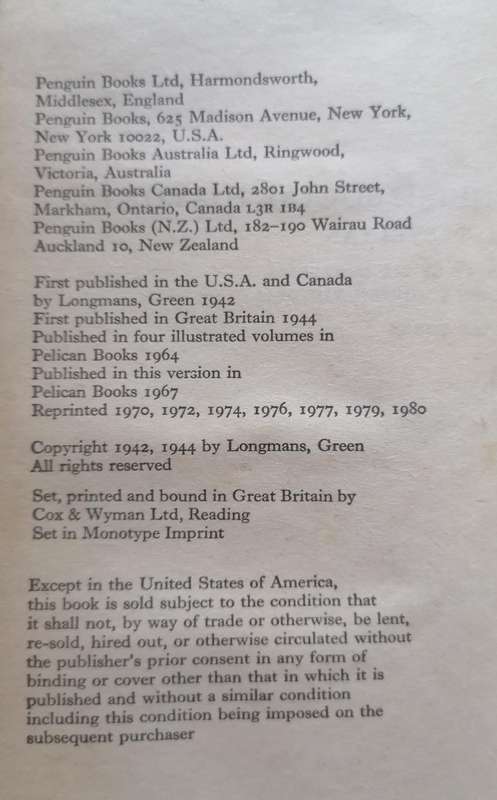 Penguin Books Ltd, Harmondsworth,
Middlesex, England
Penguin Books, 625 Madison Avenue, New York,
New York 10022, U.S.A.
Penguin Books Australia Ltd, Ringwood,
Victoria, Australia
Penguin Books Canada Ltd, 2801 John Street,
Markham, Ontario, Canada L3R 1B4
Penguin Books (N.Z.) Ltd, 182–190 Wairau Road
Auckland 10, New Zealand
First published in the U.S.A. and Canada
by Longmans, Green 1942
First published in Great Britain 1944
Published in four illustrated volumes in
Pelican Books 1964
Published in this version in
Pelican Books 1967
Reprinted 1970, 1972, 1974, 1976, 1977, 1979, 1980
Copyright 1942, 1944 by Longmans, Green
All rights reserved
Set, printed and bound in Great Britain by
Cox & Wyman Ltd, Reading
Set in Monotype Imprint
Except in the United States of America,
this book is sold subject to the condition that
it shall not, by way of trade or otherwise, be lent,
re-sold, hired out, or otherwise circulated without
the publisher's prior consent in any form of
binding or cover other than that in which it is
published and without a similar condition
including this condition being imposed on the
subsequent purchaser